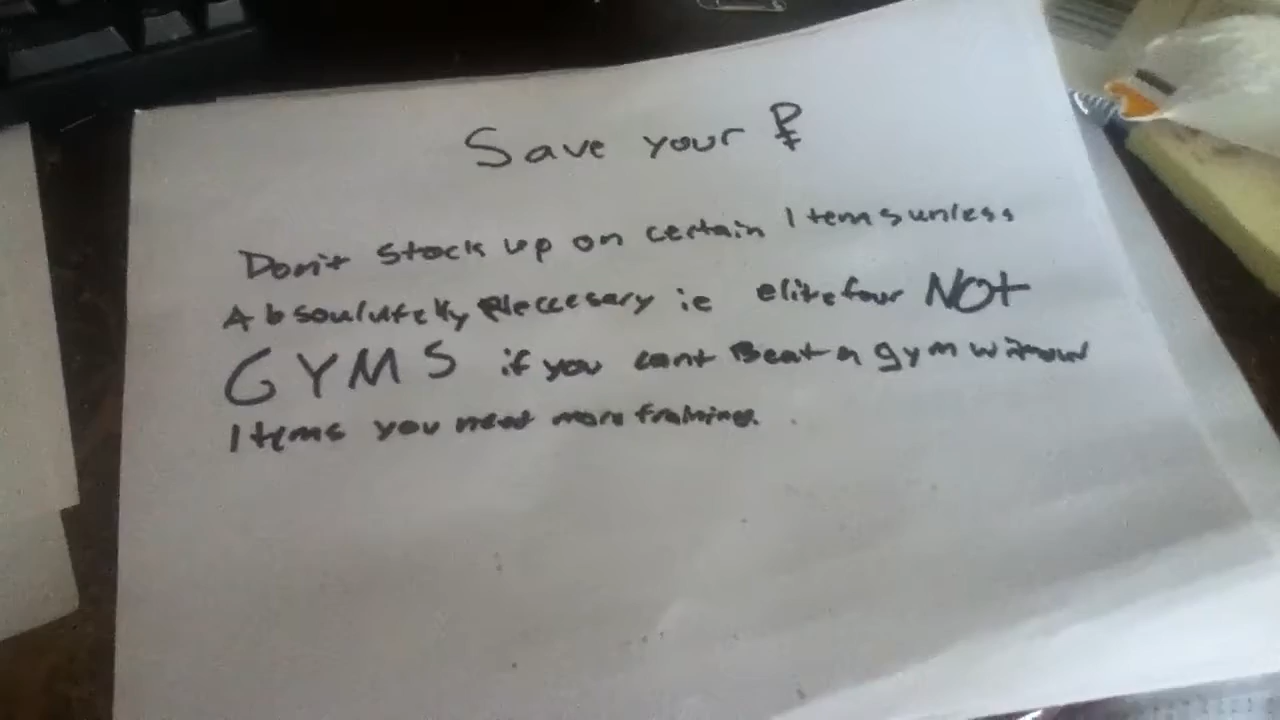 Save your ₽
Don't stock up on certain Items unless
Absoulutelly Neccesary ie elite four NOT
GYMS if you cant Beat a gym without
Items you need more training.